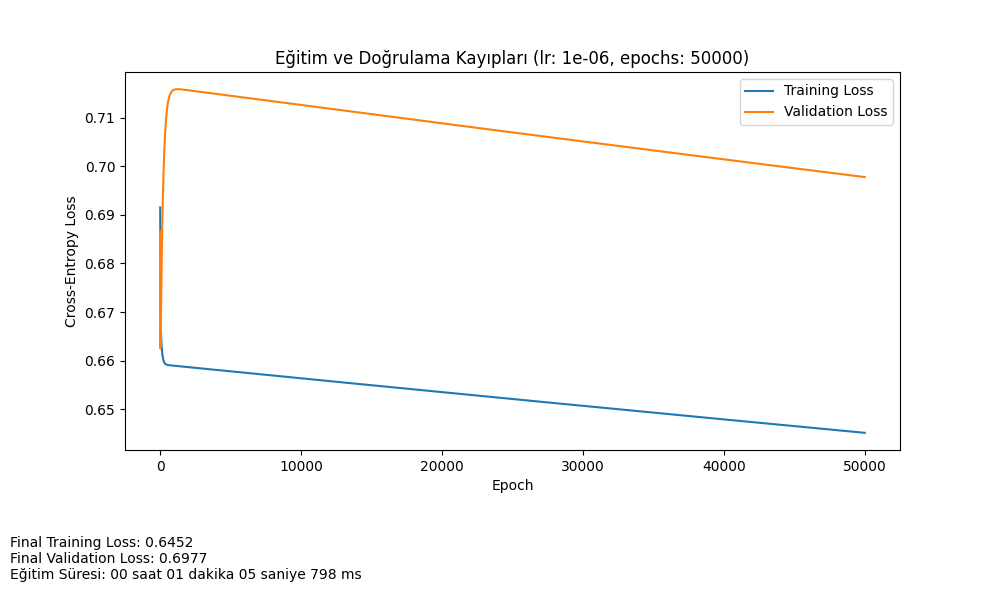 Eğitim ve Doğrulama Kayıpları (lr: 1e-06, epochs: 50000)
Training Loss
Validation Loss
Cross-Entropy Loss
0.71
0.70
0.69
0.68
0.67
0.66
0.65
0 10000 20000 30000 40000 50000
Epoch
Final Training Loss: 0.6452
Final Validation Loss: 0.6977
Eğitim Süresi: 00 saat 01 dakika 05 saniye 798 ms